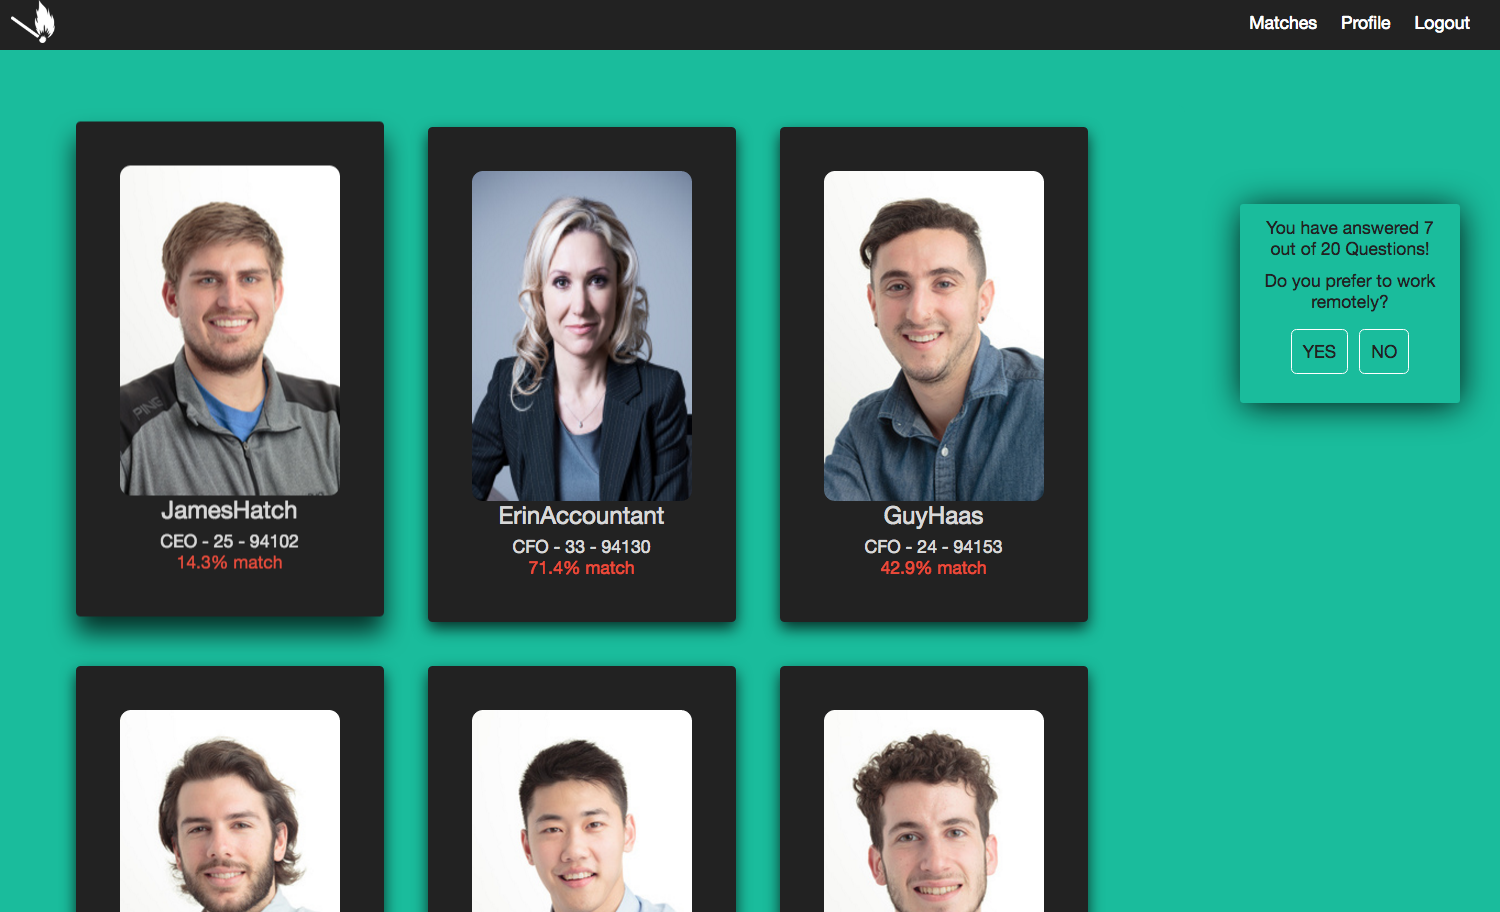 Matches Profile Logout
PING
JamesHatch
CEO - 25 - 94102
14.3% match
ErinAccountant
CFO - 33 - 94130
71.4% match
GuyHaas
CFO - 24 - 94153
42.9% match
You have answered 7
out of 20 Questions!
Do you prefer to work
remotely?
YES NO